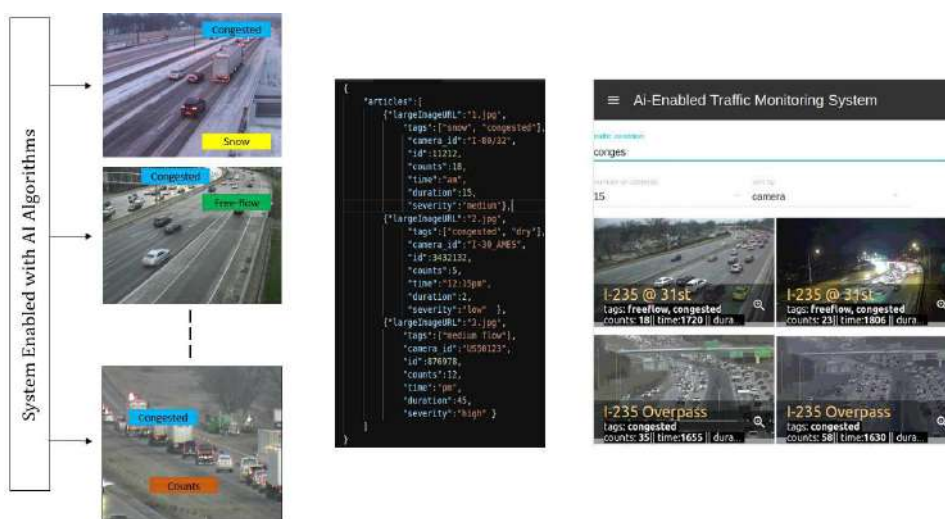 System Enabled with AI Algorithms
Congested
Snow
Congested
Free-flow
Congested
Counts
{
"articles":[
{"largeImageURL":"1.jpg",
"tags":["snow", "congested"],
"camera_id":"I-80/32",
"id":11212,
"counts":18,
"time":"am",
"duration":15,
"severity":"medium"},
{"largeImageURL":"2.jpg",
"tags":["congested", "dry"],
"camera_id":"I-30_AMES",
"id":3432132,
"counts":5,
"time":"12:15pm",
"duration":2,
"severity":"low" },
{"largeImageURL":"3.jpg",
"tags":["medium flow"],
"camera_id":"US50123",
"id":876978,
"counts":12,
"time":"pm",
"duration":45,
"severity":"high" }
]
}
Ai-Enabled Traffic Monitoring System
conges
15
camera
I-235 @ 31st
tags: freeflow, congested
counts: 18|| time:1720 || dura...
I-235 @ 31st
tags: freeflow, congested
counts: 23|| time:1806 || dura...
I-235 Overpass
tags: congested
counts: 35|| time:1655 || dura...
I-235 Overpass
tags: congested
counts: 58|| time:1630 || dura...